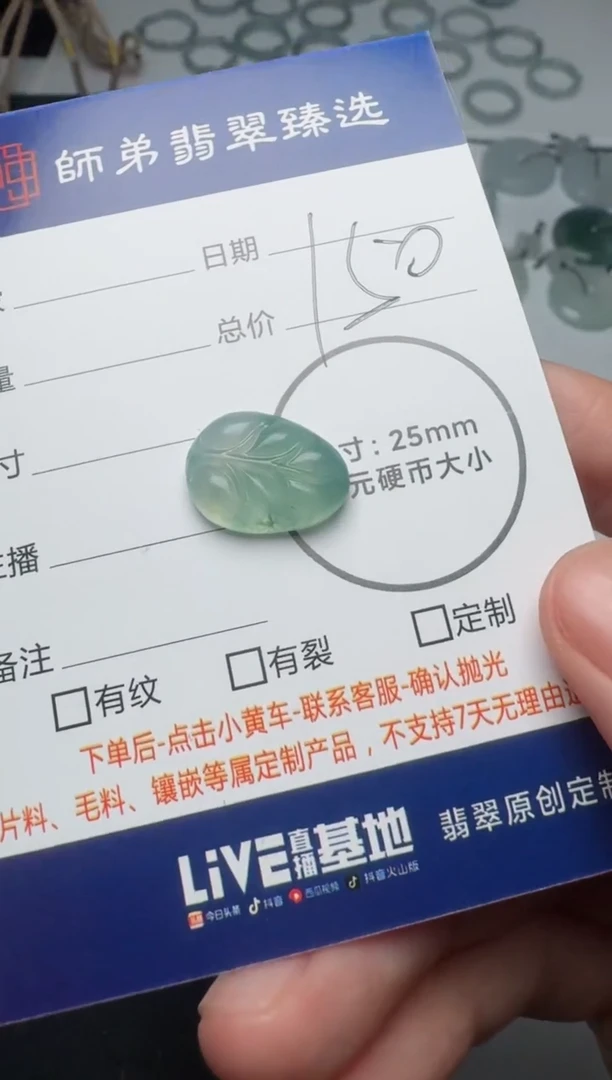 師弟翡翠臻选
日期
150
总价
量
寸
寸：25mm
元硬币大小
主播
备注
□有纹 □有裂 □定制
下单后-点击小黄车-联系客服-确认抛光
片料、毛料、镶嵌等属定制产品，不支持7天无理由退
LiVE直播基地
翡翠原创定制
今日头条 抖音 西瓜视频 抖音火山版